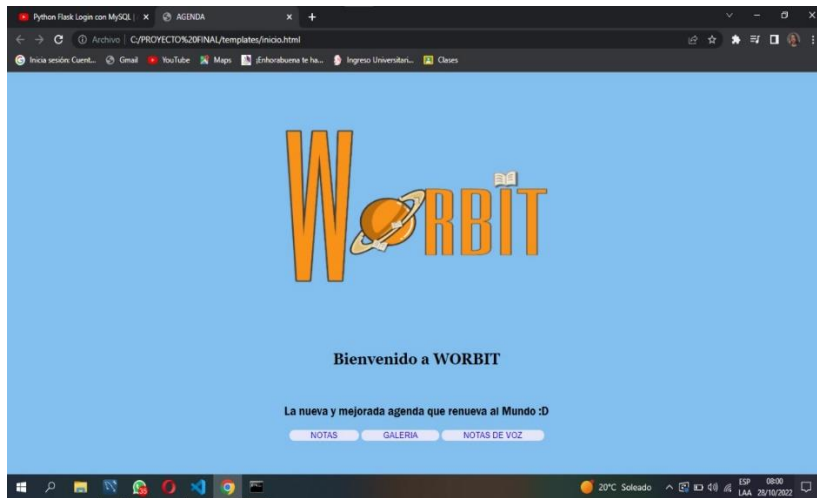 Python Flask Login con MySQL |
AGENDA
Archivo | C:/PROYECTO%20FINAL/templates/inicio.html
Inicia sesión: Cuent...
Gmail
YouTube
Maps
¡Enhorabuena te ha...
Ingreso Universitari...
Clases
WORBIT
Bienvenido a WORBIT
La nueva y mejorada agenda que renueva al Mundo :D
NOTAS
GALERIA
NOTAS DE VOZ
20°C Soleado
ESP
LAA
08:00
28/10/2022